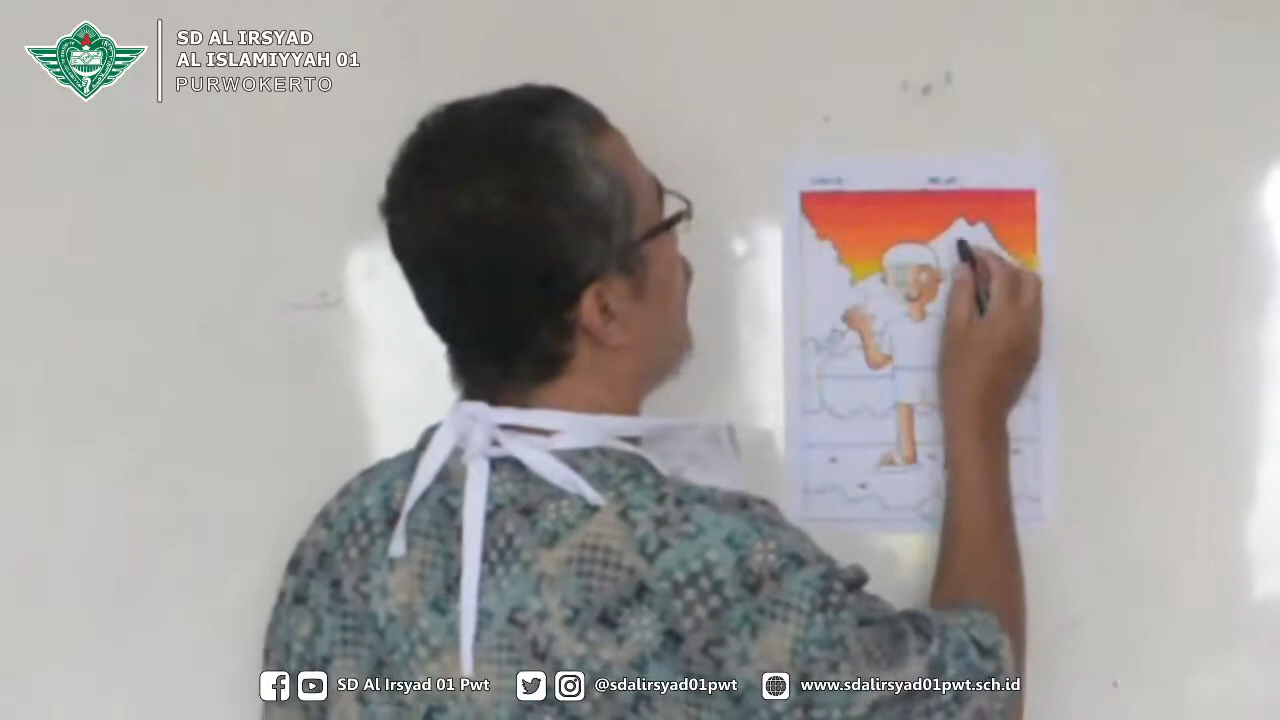 SD AL IRSYAD
AL ISLAMIYYAH 01
PURWOKERTO
SD Al Irsyad 01 Pwt
@sdalirsyad01pwt
www.sdalirsyad01pwt.sch.id